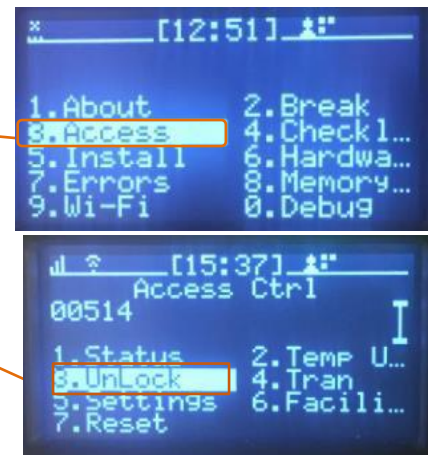 [12:51]
1.About 2.Break
3.Access 4.Checkl...
5.Install 6.Hardwa...
7.Errors 8.Memory...
9.Wi-Fi 0.Debug
[15:37]
Access Ctrl
00514
1.Status 2.Temp U...
3.UnLock 4.Tran
5.Settings 6.Facili...
7.Reset